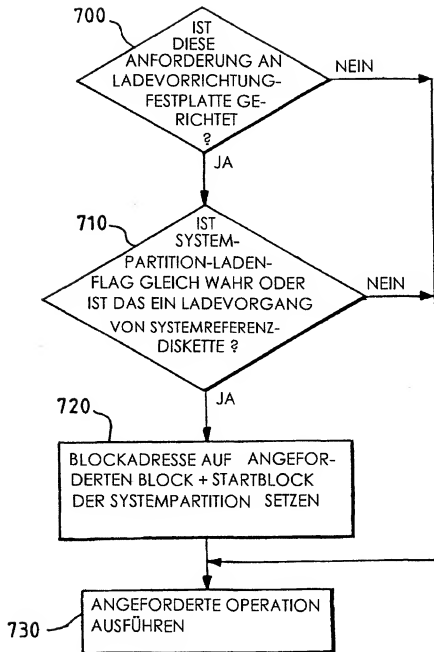 700
IST
DIESE
ANFORDERUNG AN
LADEVORRICHTUNG-
FESTPLATTE GE-
RICHTET
?
NEIN
JA
710
IST
SYSTEM-
PARTITION-LADEN-
FLAG GLEICH WAHR ODER
IST DAS EIN LADEVORGANG
VON SYSTEMREFERENZ-
DISKETTE ?
NEIN
JA
720
BLOCKADRESSE AUF ANGEFOR-
DERTEN BLOCK + STARTBLOCK
DER SYSTEMPARTITION SETZEN
730
ANGEFORDERTE OPERATION
AUSFÜHREN